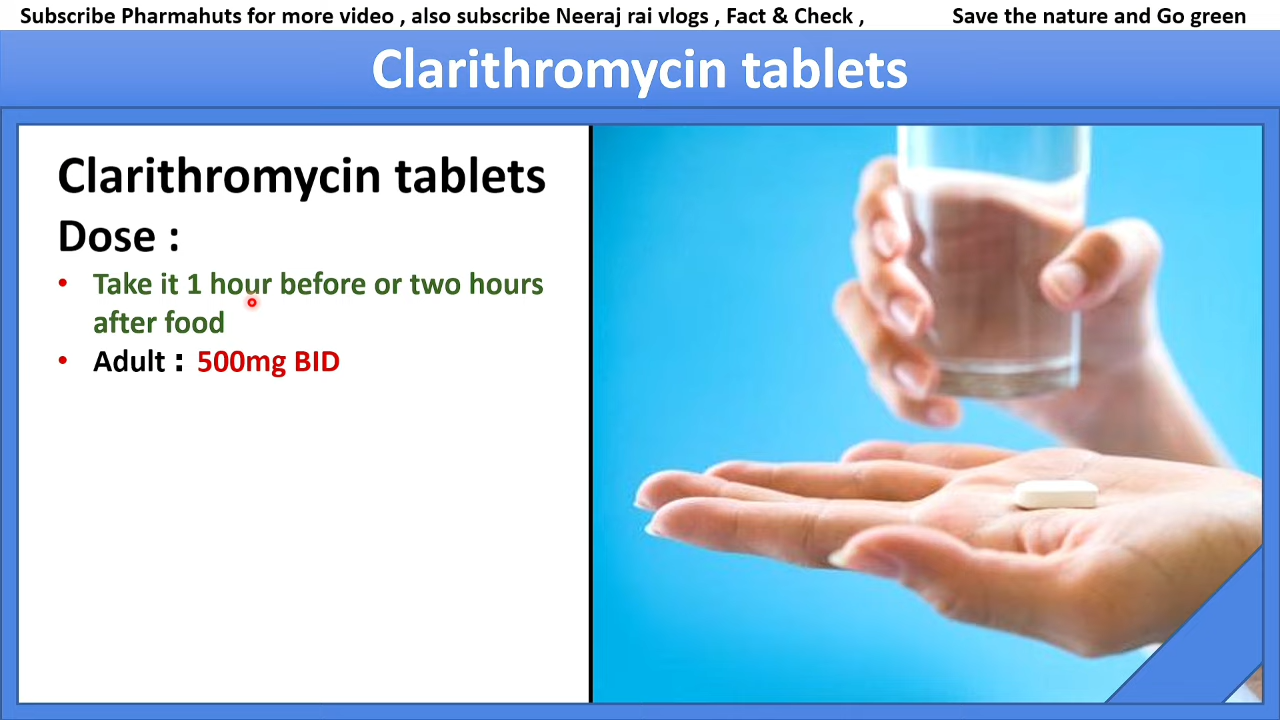 Subscribe Pharmahuts for more video , also subscribe Neeraj rai vlogs , Fact & Check , Save the nature and Go green
Clarithromycin tablets
Clarithromycin tablets
Dose :
• Take it 1 hour before or two hours
after food
• Adult : 500mg BID